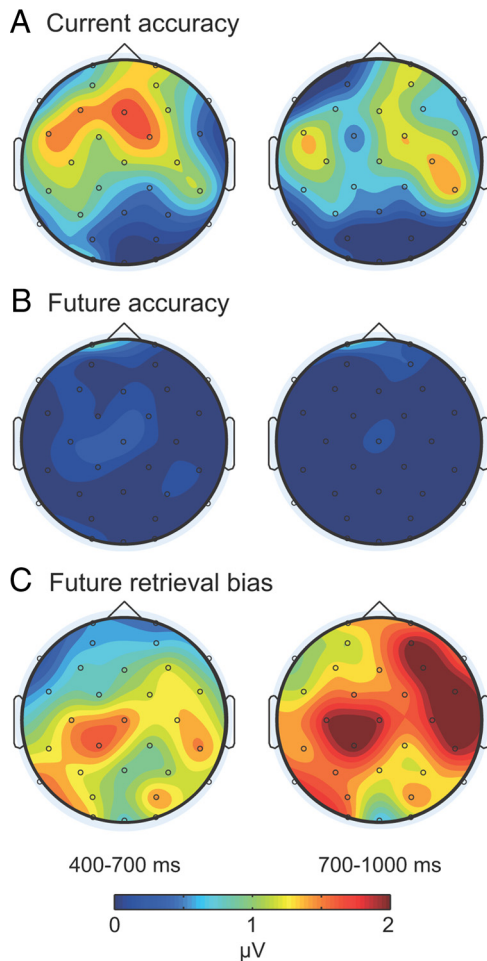 A Current accuracy
B Future accuracy
C Future retrieval bias
400-700 ms 700-1000 ms
0 1 2
μV